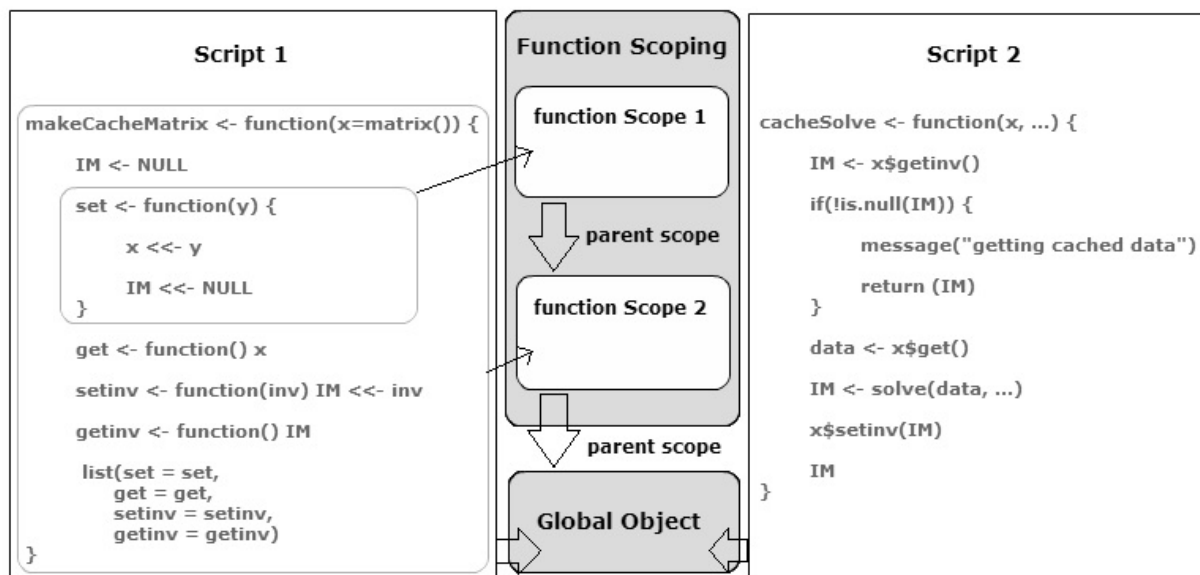 Script 1
makeCacheMatrix <- function(x=matrix()) {
IM <- NULL
set <- function(y) {
x <<- y
IM <<- NULL
}
get <- function() x
setinv <- function(inv) IM <<- inv
getinv <- function() IM
list(set = set,
get = get,
setinv = setinv,
getinv = getinv)
}
Function Scoping
function Scope 1
parent scope
function Scope 2
parent scope
Global Object
Script 2
cacheSolve <- function(x, ...) {
IM <- x$getinv()
if(!is.null(IM)) {
message("getting cached data")
return (IM)
}
data <- x$get()
IM <- solve(data, ...)
x$setinv(IM)
IM
}